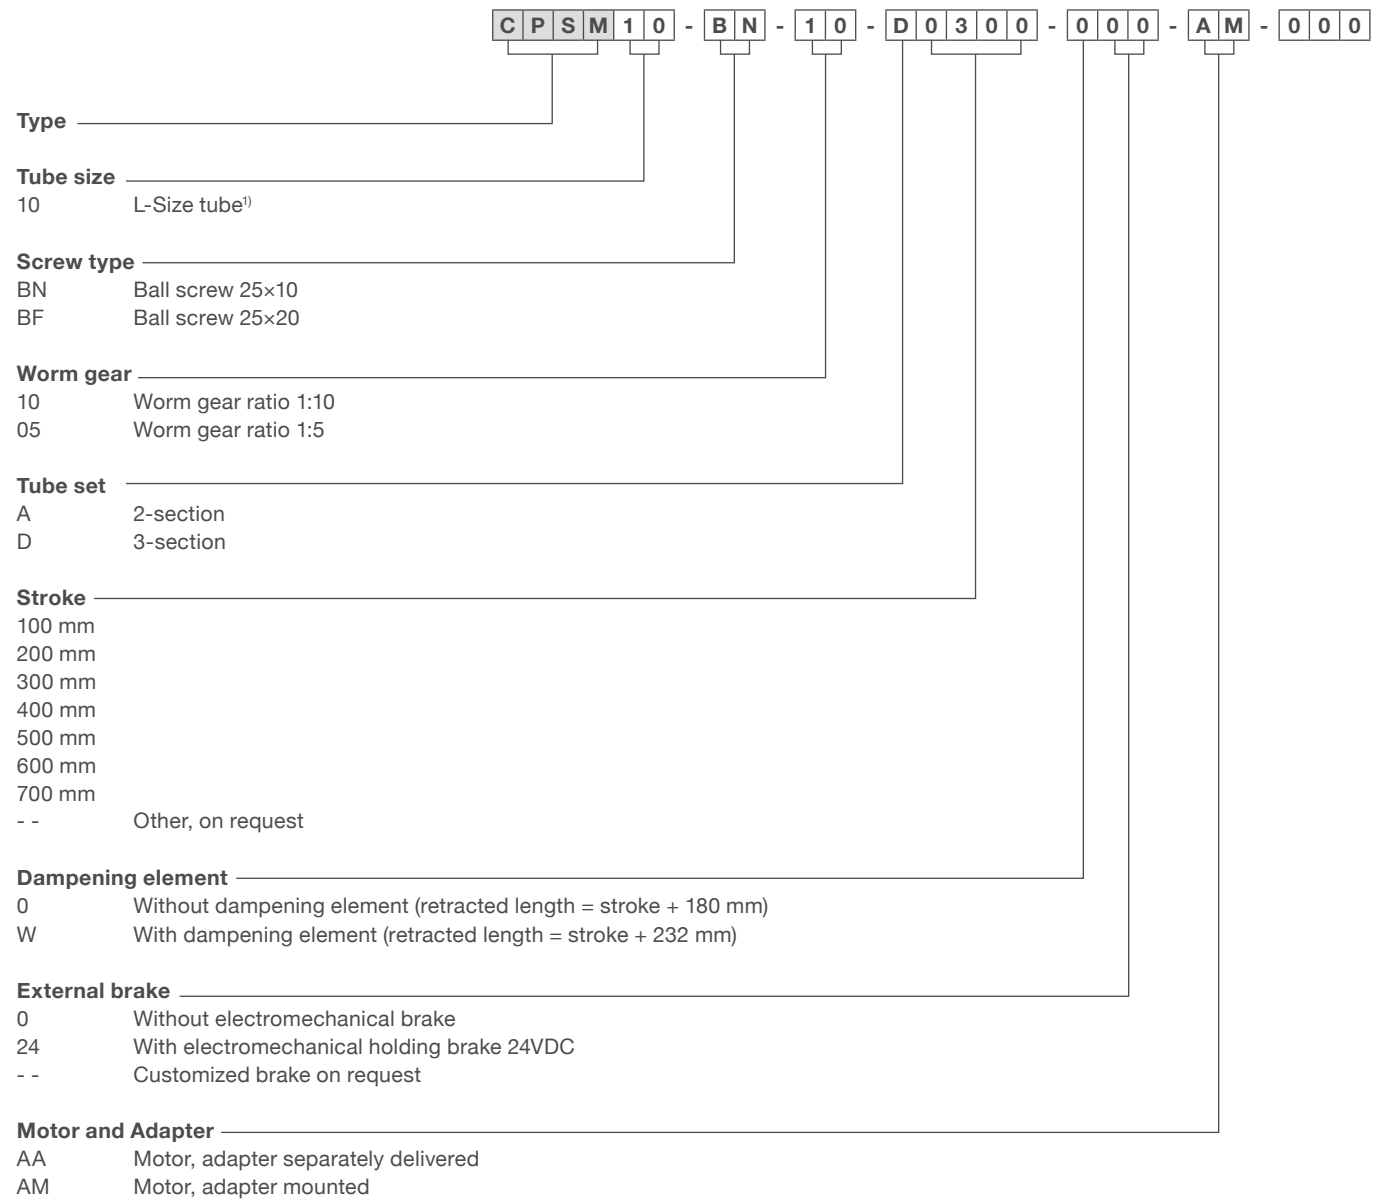 CPSM10 - BN - 10 - D0300 - 000 - AM - 000
Type
Tube size
10 L-Size tube1)
Screw type
BN Ball screw 25×10
BF Ball screw 25×20
Worm gear
10 Worm gear ratio 1:10
05 Worm gear ratio 1:5
Tube set
A 2-section
D 3-section
Stroke
100 mm
200 mm
300 mm
400 mm
500 mm
600 mm
700 mm
- - Other, on request
Dampening element
0 Without dampening element (retracted length = stroke + 180 mm)
W With dampening element (retracted length = stroke + 232 mm)
External brake
0 Without electromechanical brake
24 With electromechanical holding brake 24VDC
- - Customized brake on request
Motor and Adapter
AA Motor, adapter separately delivered
AM Motor, adapter mounted